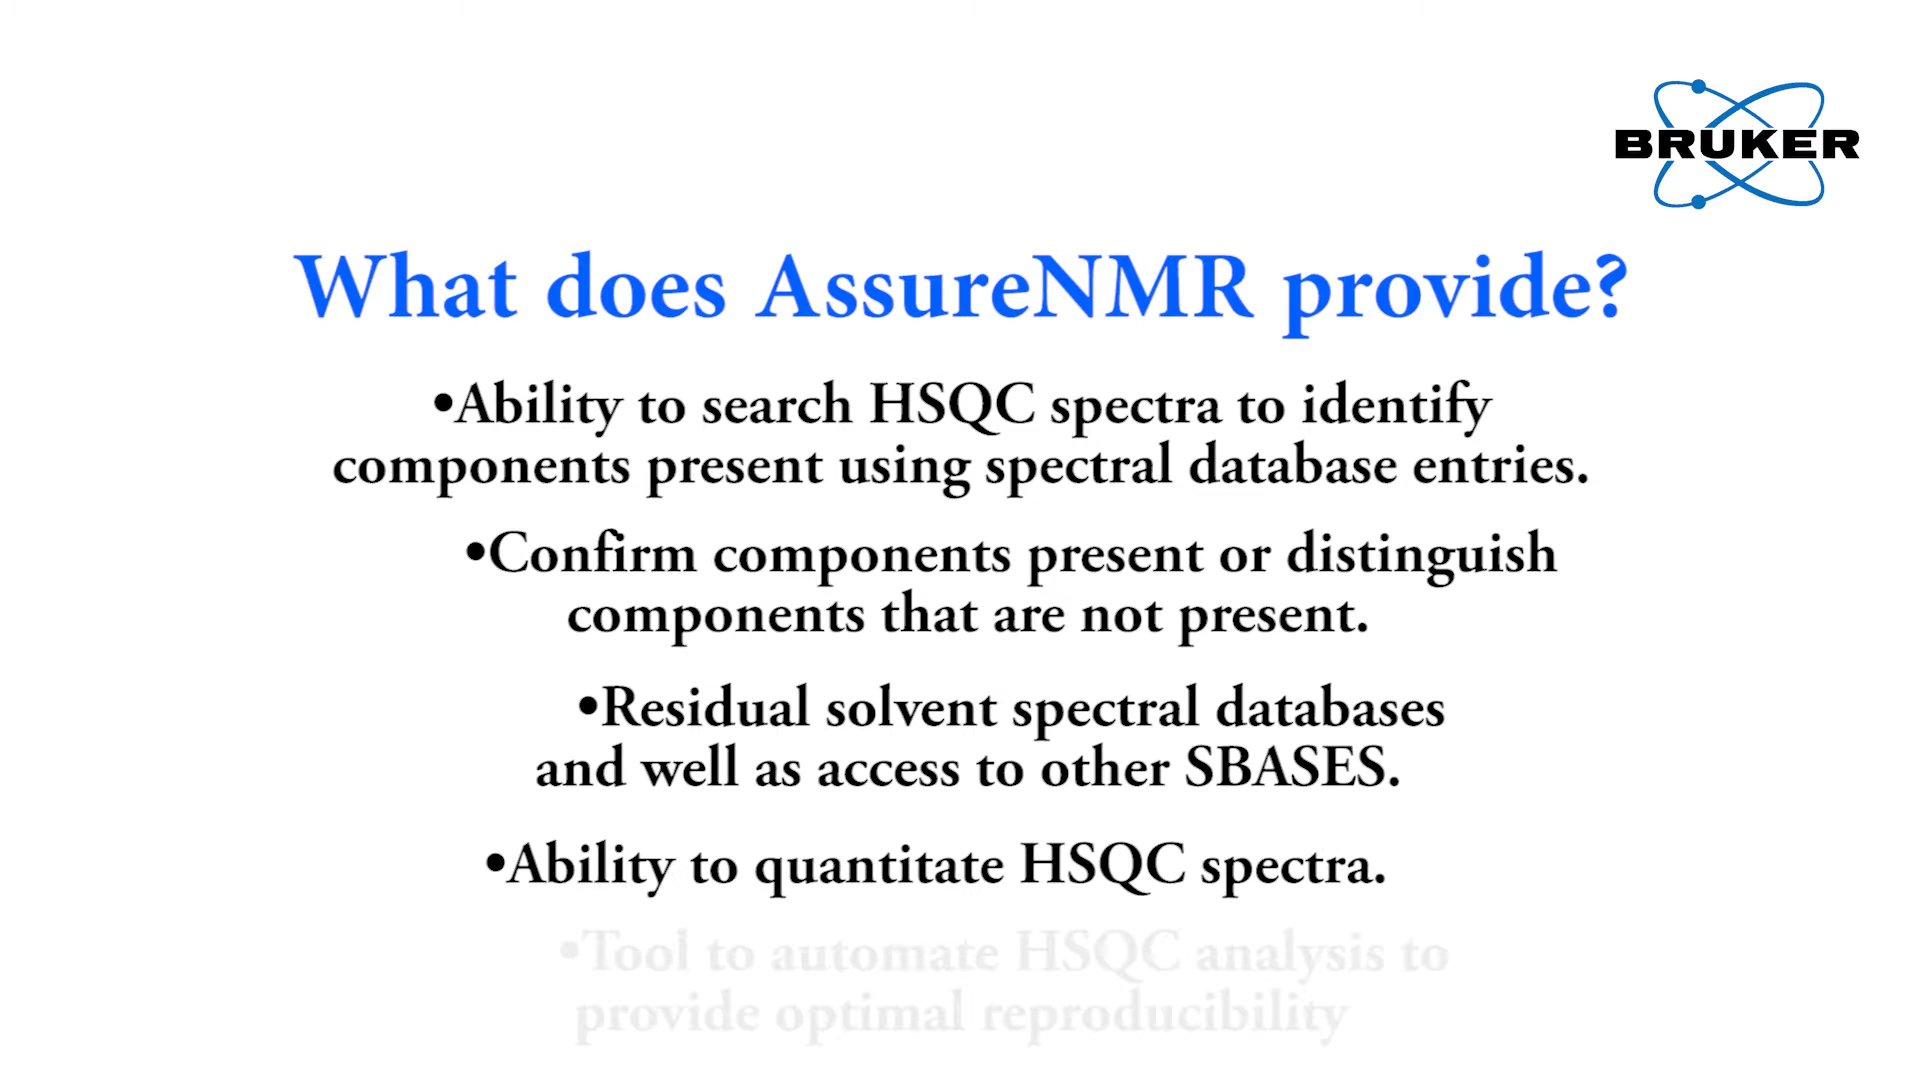 BRUKER
What does AssureNMR provide?
•Ability to search HSQC spectra to identify
components present using spectral database entries.
•Confirm components present or distinguish
components that are not present.
•Residual solvent spectral databases
and well as access to other SBASES.
•Ability to quantitate HSQC spectra.
•Tool to automate HSQC analysis to
provide optimal reproducibility